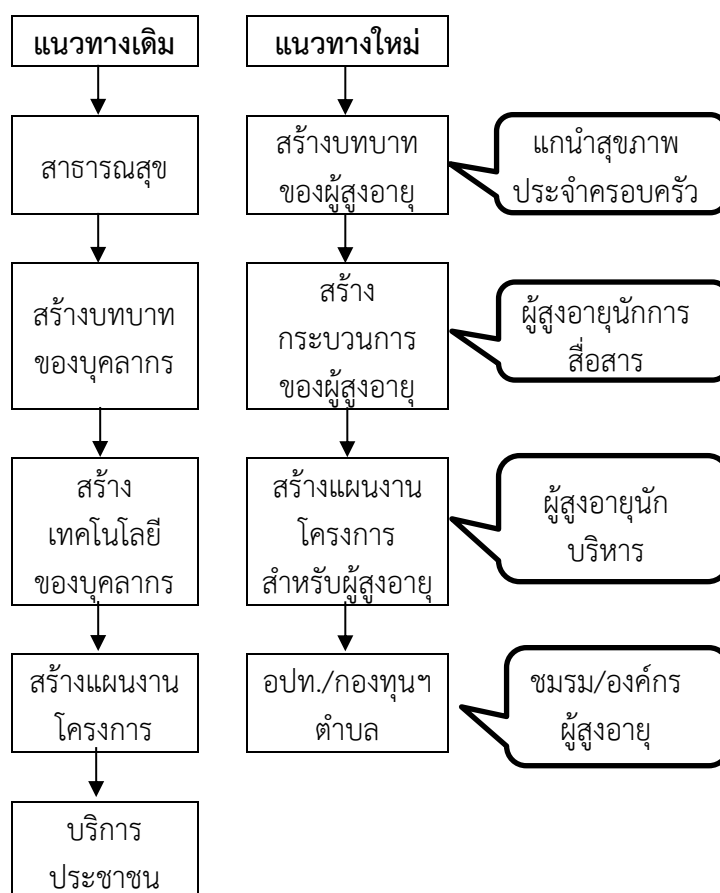 แนวทางเดิม
สาธารณสุข
สร้างบทบาท
ของบุคลากร
สร้าง
เทคโนโลยี
ของบุคลากร
สร้างแผนงาน
โครงการ
บริการ
ประชาชน
แนวทางใหม่
สร้างบทบาท
ของผู้สูงอายุ
แกนำสุขภาพ
ประจำครอบครัว
สร้าง
กระบวนการ
ของผู้สูงอายุ
ผู้สูงอายุนักการ
สื่อสาร
สร้างแผนงาน
โครงการ
สำหรับผู้สูงอายุ
ผู้สูงอายุนัก
บริหาร
อปท./กองทุนฯ
ตำบล
ชมรม/องค์กร
ผู้สูงอายุ